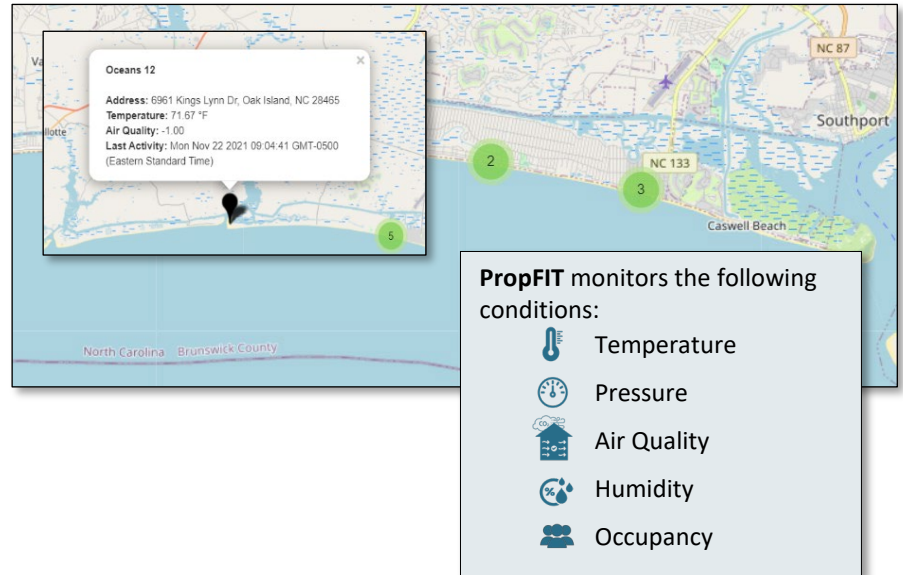 NC 87
Va
Oceans 12
×
Address: 6961 Kings Lynn Dr, Oak Island, NC 28465
Temperature: 71.67 °F
Air Quality: -1.00
Last Activity: Mon Nov 22 2021 09:04:41 GMT-0500
(Eastern Standard Time)
lotte
Southport
2
NC 133
3
Caswell Beach
5
North Carolina Brunswick County
PropFIT monitors the following
conditions:
Temperature
Pressure
CO₂
Air Quality
%
Humidity
Occupancy